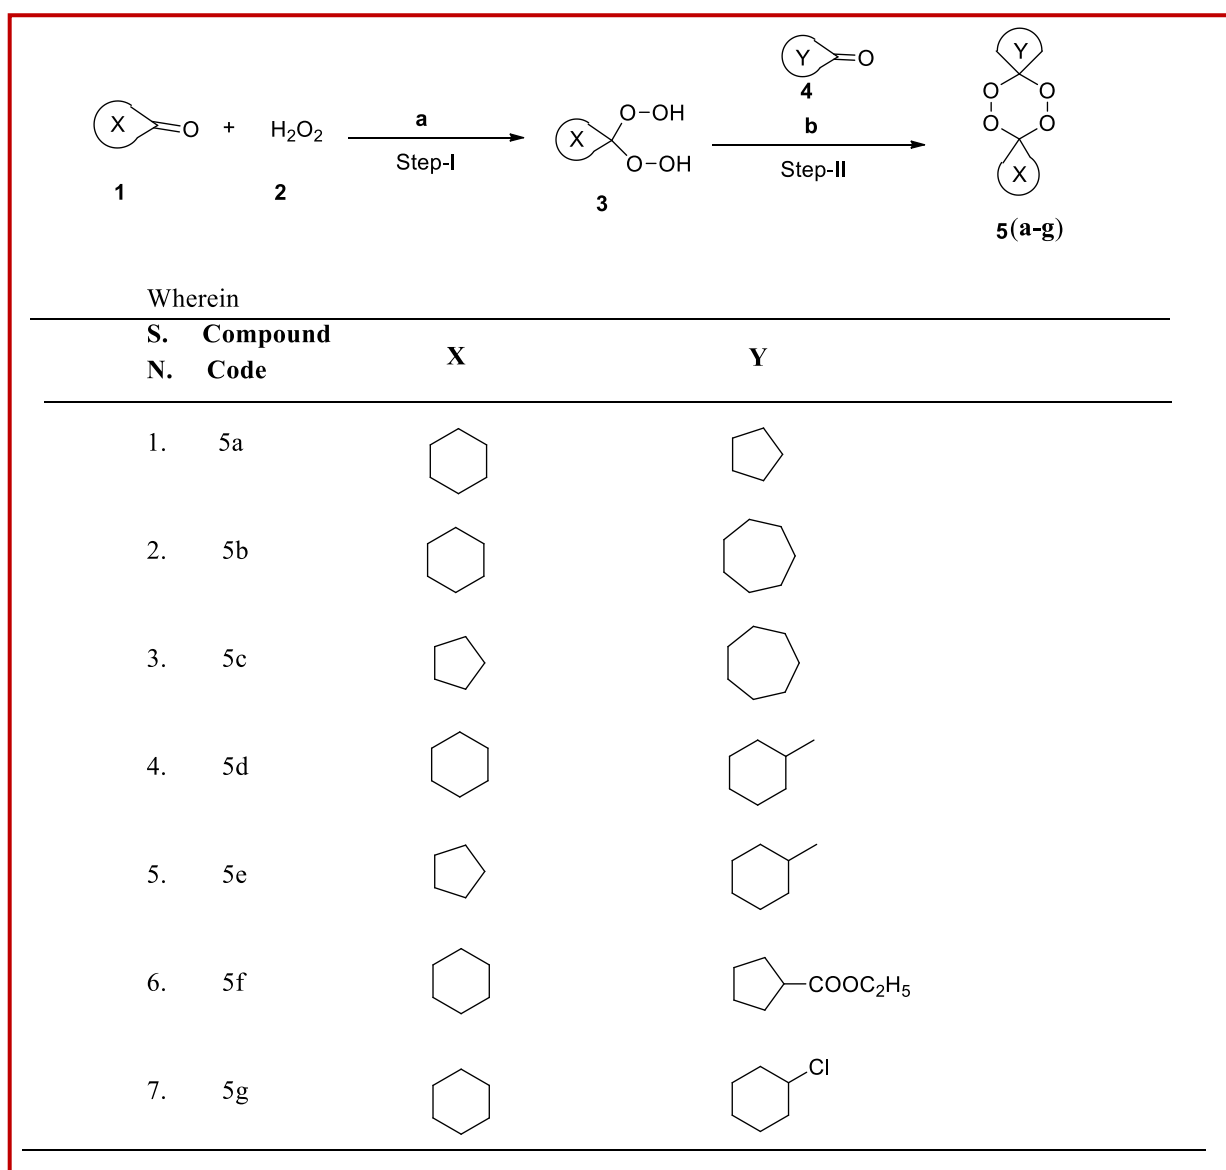 X =O + H₂O₂ a Step-I X O-OH O-OH Y =O 4 b Step-II Y O O O O X
1 2 3 5(a-g)
Wherein
S. Compound
N. Code X Y
1. 5a
2. 5b
3. 5c
4. 5d
5. 5e
6. 5f COOC₂H₅
7. 5g Cl